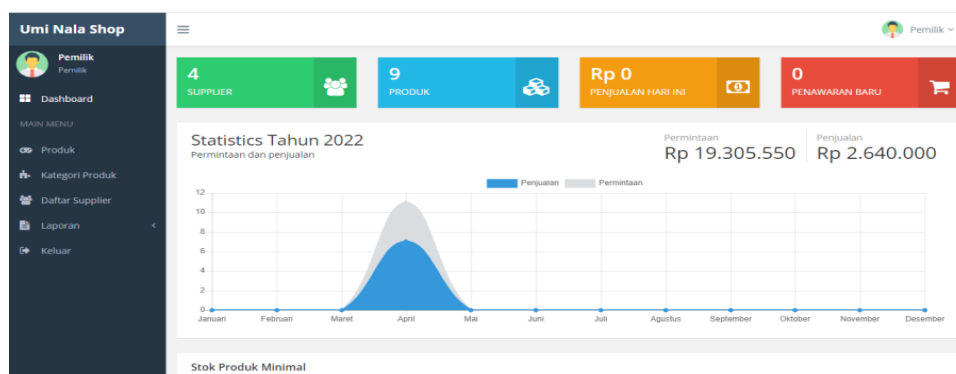 Umi Nala Shop
Pemilik
Pemilik
Pemilik
Dashboard
MAIN MENU
Produk
Kategori Produk
Daftar Supplier
Laporan
Keluar
4
SUPPLIER
9
PRODUK
Rp 0
PENJUALAN HARI INI
0
PENAWARAN BARU
Statistics Tahun 2022
Permintaan dan penjualan
Permintaan
Rp 19.305.550
Penjualan
Rp 2.640.000
Penjualan Permintaan
12
10
8
6
4
2
0
Januari Februari Maret April Mai Juni Juli Agustus September Oktober November Desember
Stok Produk Minimal